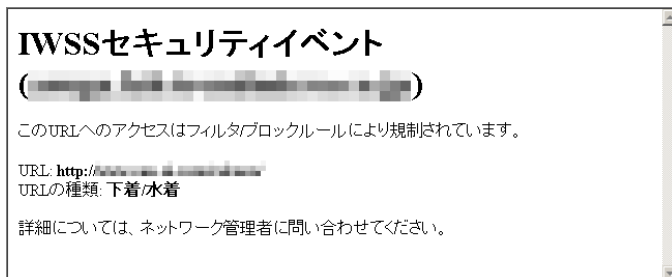 IWSSセキュリティイベント
(
)
このURLへのアクセスはフィルタ/ブロックルールにより規制されています。
URL: http://
URLの種類: 下着/水着
詳細については、ネットワーク管理者に問い合わせてください。